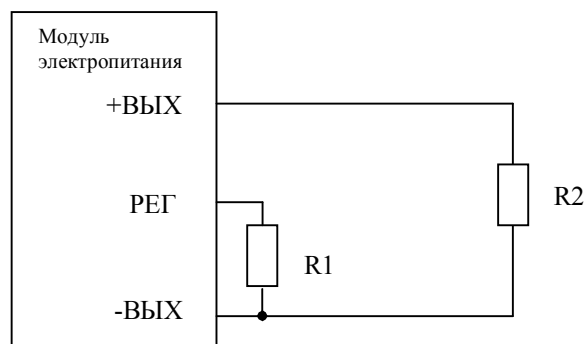 Модуль
электропитания
+ВЫХ
РЕГ
R2
R1
-ВЫХ